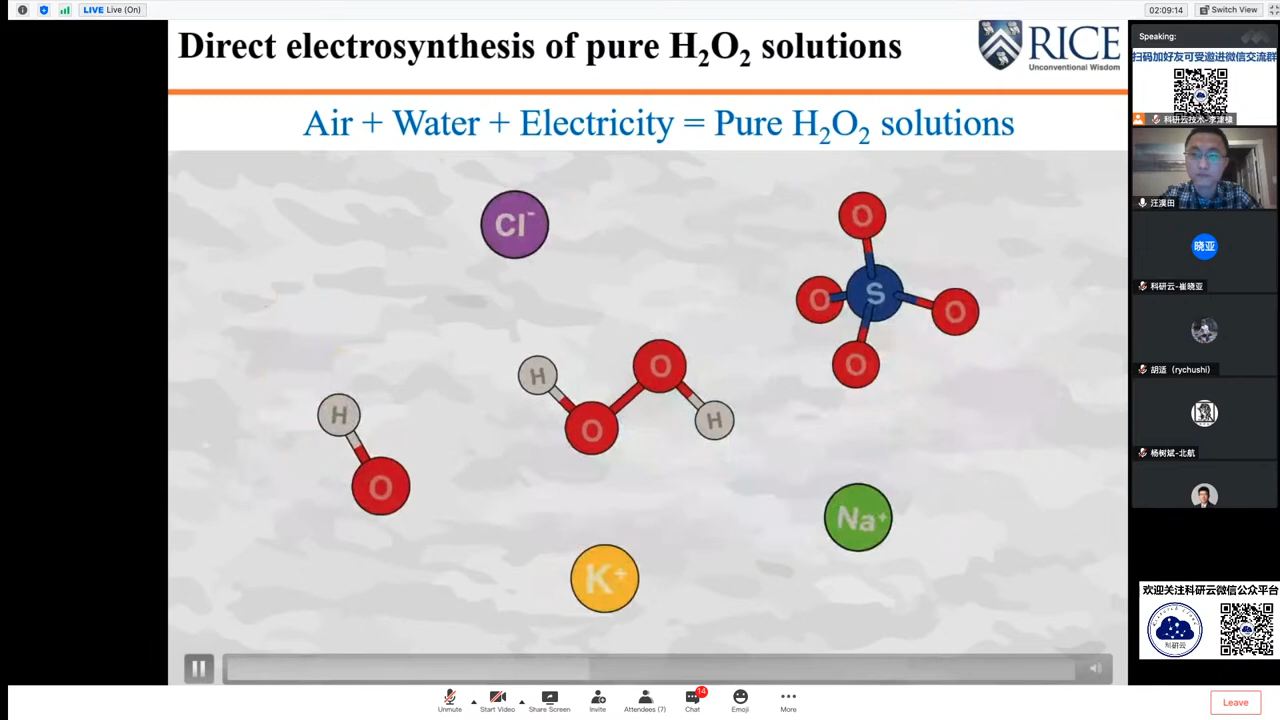 LIVE Live (On)
02:09:14
Switch View
Direct electrosynthesis of pure H₂O₂ solutions
RICE
Unconventional Wisdom
Air + Water + Electricity = Pure H₂O₂ solutions
Cl⁻
O
O
S
O
O
H
O
O
H
H
O
Na⁺
K⁺
Speaking:
扫码加好友可受邀进微信交流群
科研云技术-李建橞
汪淏田
晓亚
科研云-崔晓亚
胡适（rychushi）
杨树斌-北航
欢迎关注科研云微信公众平台
科研云
Unmute
Start Video
Share Screen
Invite
Attendees (7)
14
Chat
Emoji
More
Leave